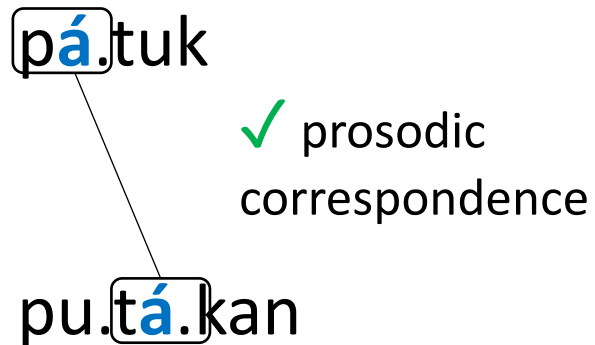 pá.tuk
✓ prosodic
correspondence
pu.tá.kan